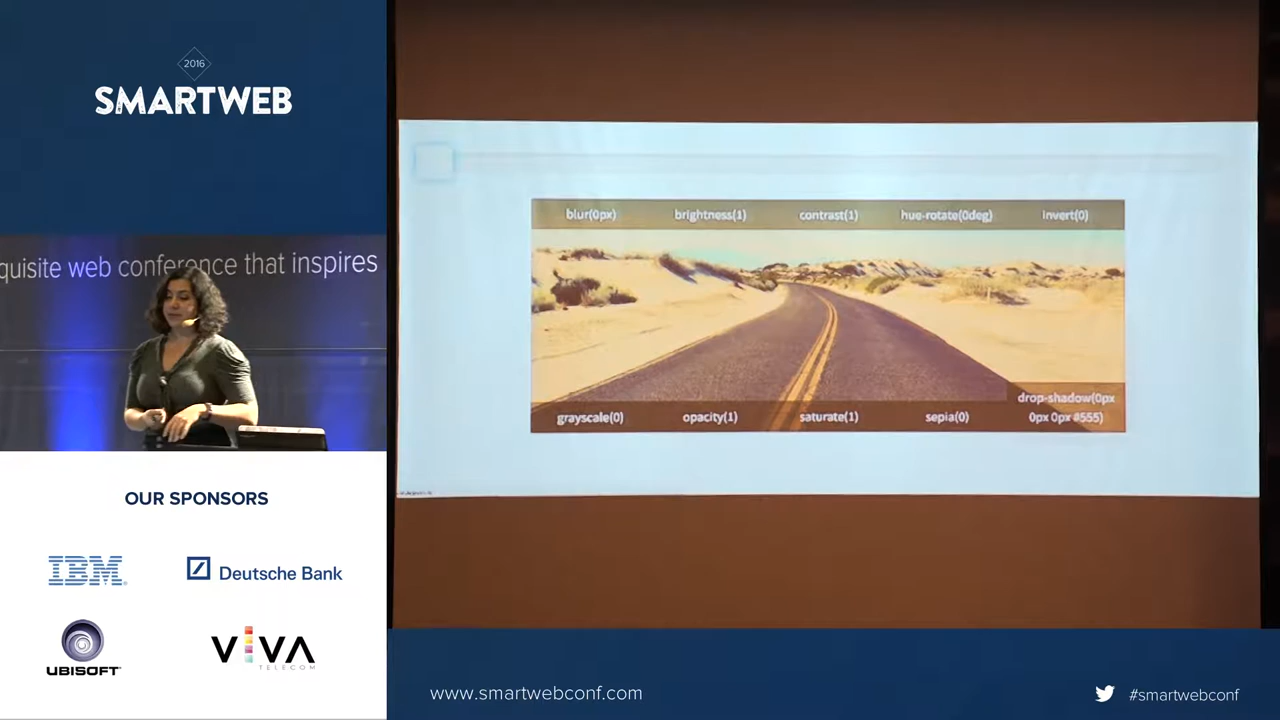 2016
SMARTWEB
quisite web conference that inspires
OUR SPONSORS
IBM
Deutsche Bank
UBISOFT
VIVA
TELECOM
blur(0px) brightness(1) contrast(1) hue-rotate(0deg) invert(0)
grayscale(0) opacity(1) saturate(1) sepia(0) drop-shadow(0px
0px 0px #555)
www.smartwebconf.com
#smartwebconf